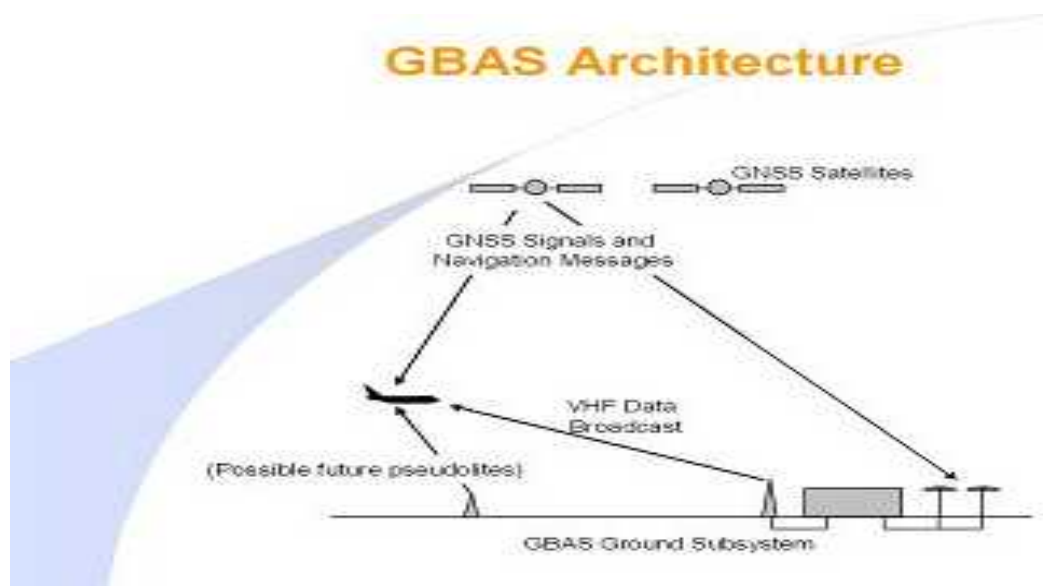 GBAS Architecture
GNSS Satellites
GNSS Signals and
Navigation Messages
VHF Data
Broadcast
(Possible future pseudolites)
GBAS Ground Subsystem